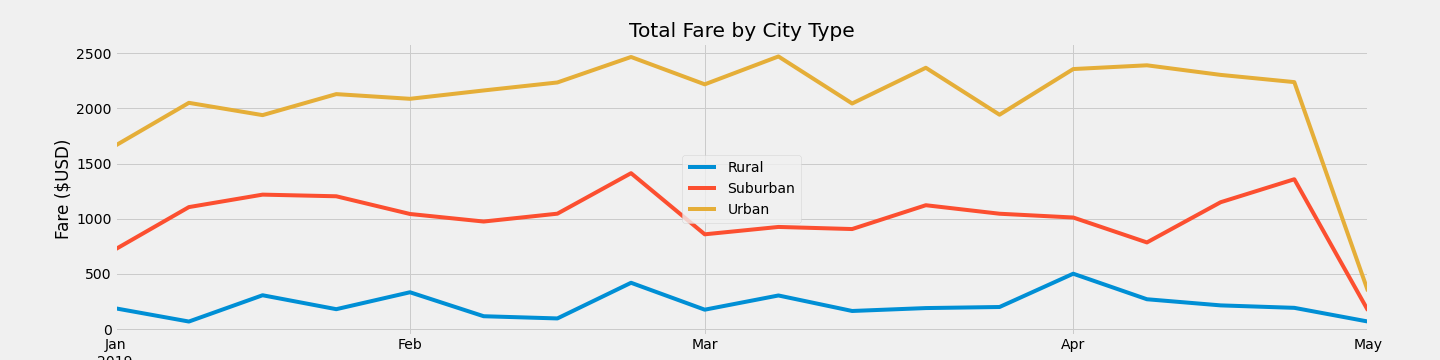 Total Fare by City Type
Fare ($USD)
2500
2000
1500
1000
500
0
Rural
Suburban
Urban
Jan
Feb
Mar
Apr
May
2019